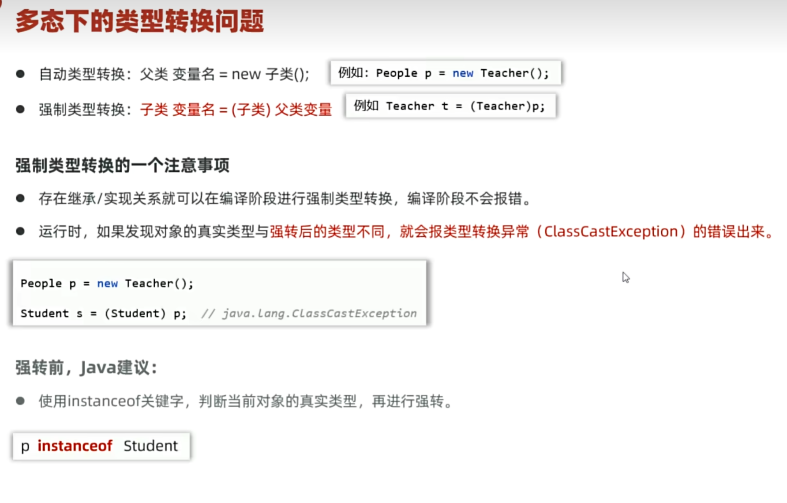 多态下的类型转换问题
自动类型转换：父类 变量名 = new 子类();
例如：People p = new Teacher();
强制类型转换：子类 变量名 = (子类) 父类变量
例如 Teacher t = (Teacher)p;
强制类型转换的一个注意事项
存在继承/实现关系就可以在编译阶段进行强制类型转换，编译阶段不会报错。
运行时，如果发现对象的真实类型与强转后的类型不同，就会报类型转换异常（ClassCastException）的错误出来。
People p = new Teacher();
Student s = (Student) p;  // java.lang.ClassCastException
强转前，Java建议：
使用instanceof关键字，判断当前对象的真实类型，再进行强转。
p instanceof Student